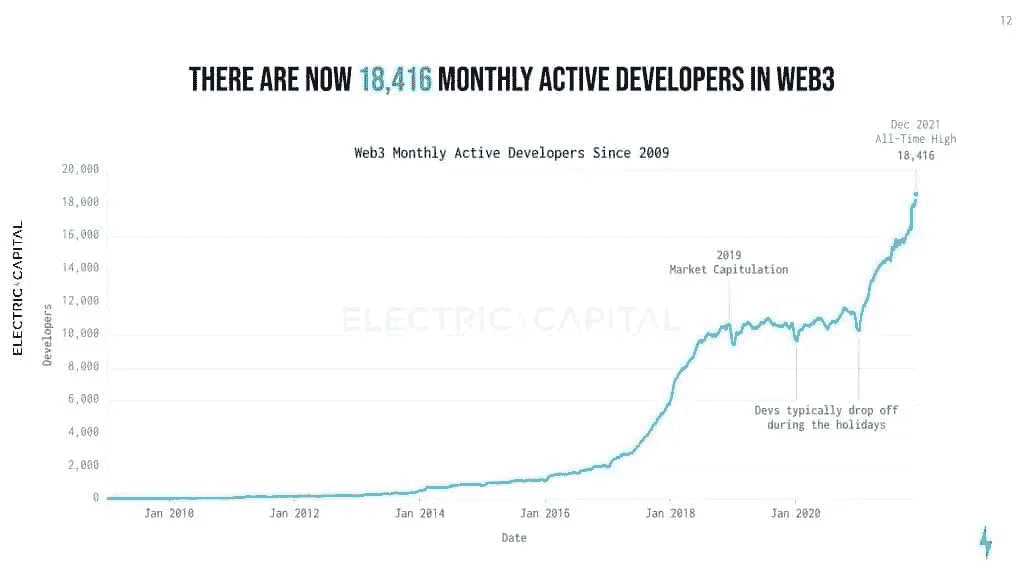 12
THERE ARE NOW 18,416 MONTHLY ACTIVE DEVELOPERS IN WEB3
Dec 2021
All-Time High
18,416
Web3 Monthly Active Developers Since 2009
20,000
18,000
16,000
14,000
12,000
10,000
8,000
6,000
4,000
2,000
0
Developers
ELECTRIC CAPITAL
2019
Market Capitulation
ELECTRIC CAPITAL
Devs typically drop off
during the holidays
Jan 2010 Jan 2012 Jan 2014 Jan 2016 Jan 2018 Jan 2020
Date